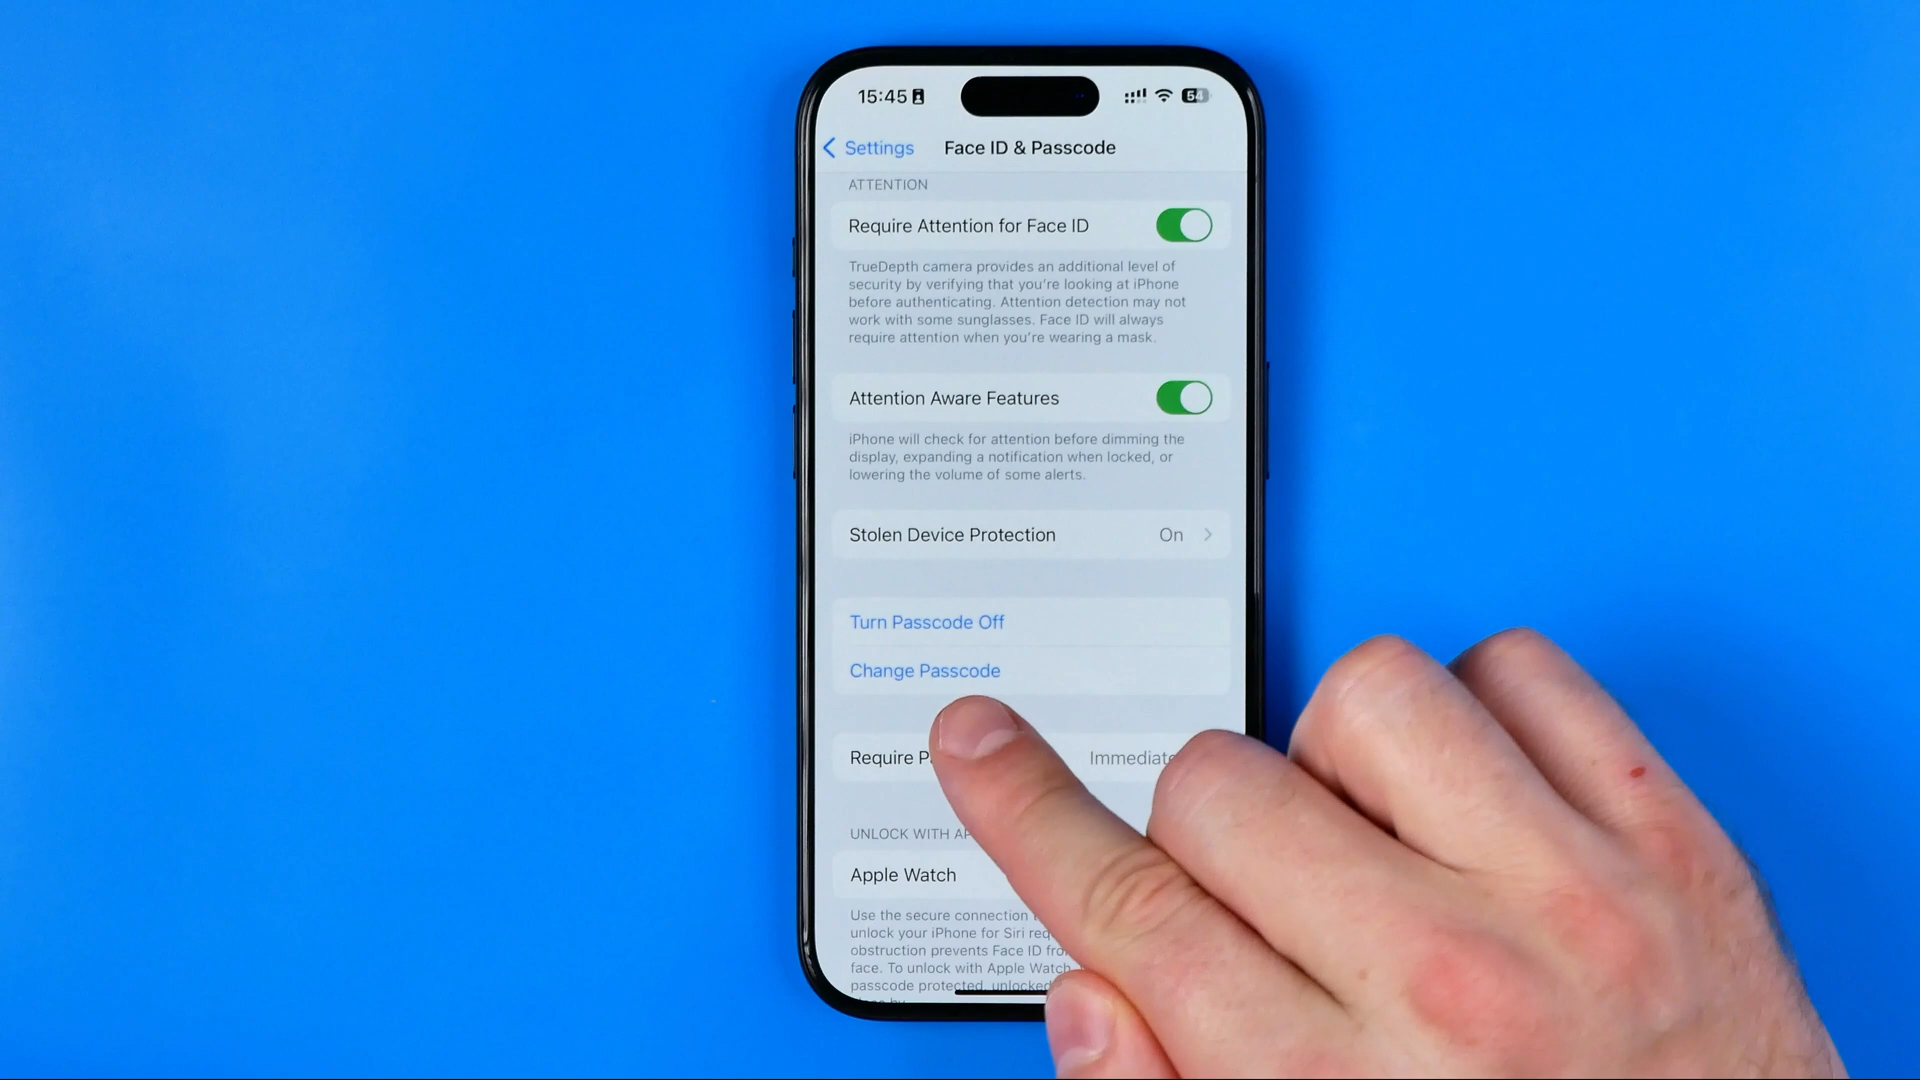 15:45 54
Settings Face ID & Passcode
ATTENTION
Require Attention for Face ID
TrueDepth camera provides an additional level of
security by verifying that you're looking at iPhone
before authenticating. Attention detection may not
work with some sunglasses. Face ID will always
require attention when you're wearing a mask.
Attention Aware Features
iPhone will check for attention before dimming the
display, expanding a notification when locked, or
lowering the volume of some alerts.
Stolen Device Protection On
Turn Passcode Off
Change Passcode
Require Immediate
UNLOCK WITH
Apple Watch
Use the secure connection
unlock your iPhone for Siri
obstruction prevents Face ID
face. To unlock with Apple Watch
passcode protected, unlocked